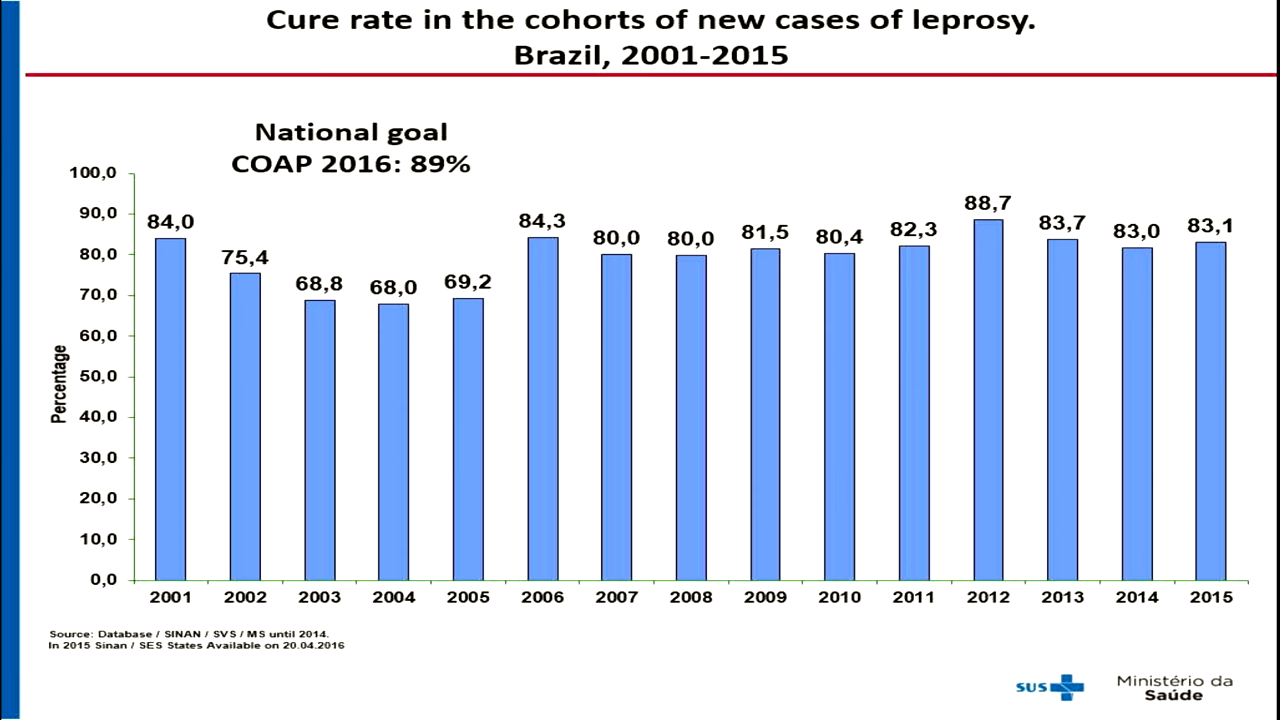 Cure rate in the cohorts of new cases of leprosy.
Brazil, 2001-2015
National goal
COAP 2016: 89%
100,0
90,0
80,0
70,0
60,0
50,0
40,0
30,0
20,0
10,0
0,0
Percentage
84,0
75,4
68,8
68,0
69,2
84,3
80,0
80,0
81,5
80,4
82,3
88,7
83,7
83,0
83,1
2001 2002 2003 2004 2005 2006 2007 2008 2009 2010 2011 2012 2013 2014 2015
Source: Database / SINAN / SVS / MS until 2014.
In 2015 Sinan / SES States Available on 20.04.2016
SUS
Ministério da
Saúde